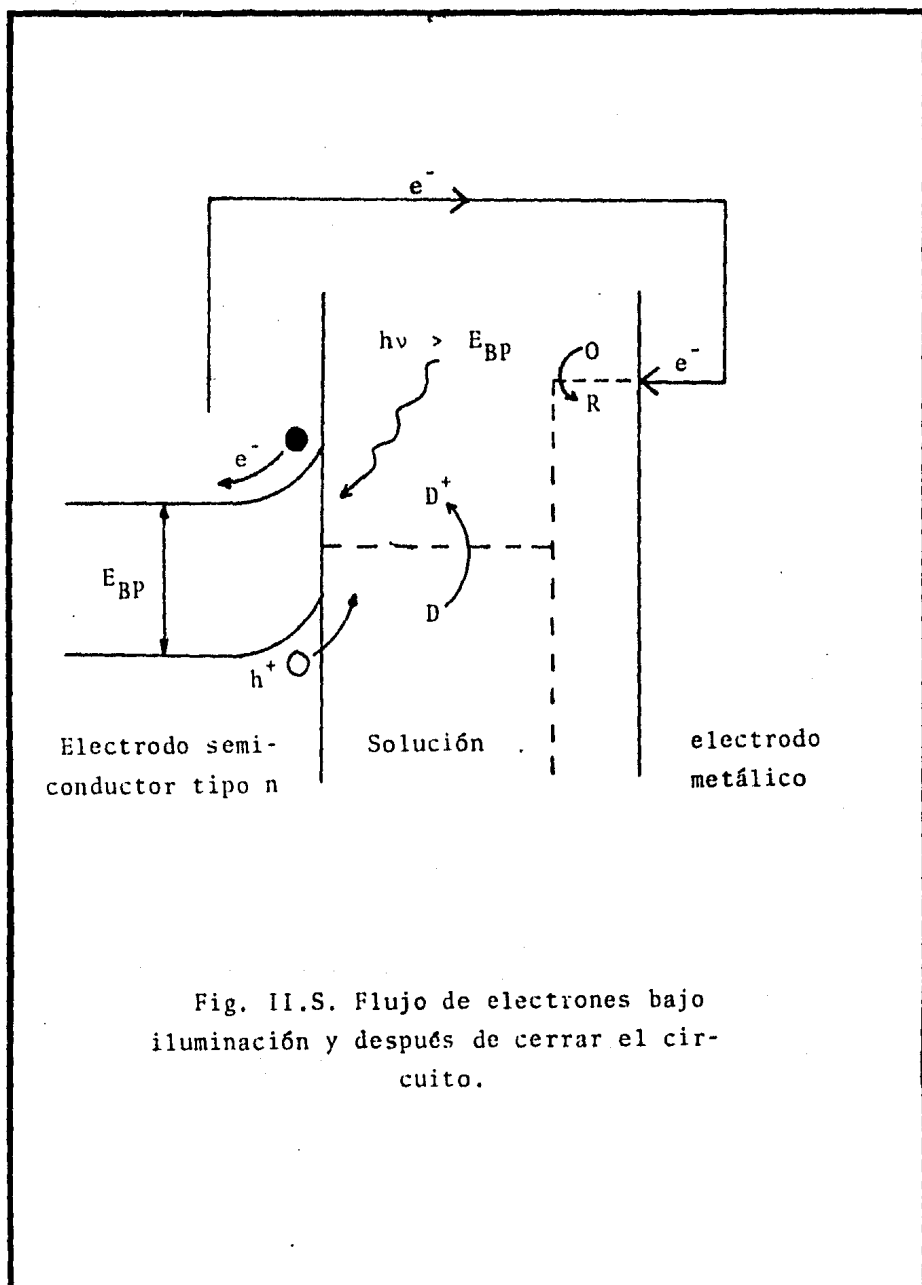 e⁻
hν > E_BP
O
e⁻
R
e⁻
D⁺
E_BP
D
h⁺
Electrodo semi-
conductor tipo n
Solución
electrodo
metálico
Fig. II.S. Flujo de electrones bajo
iluminación y después de cerrar el cir-
cuito.